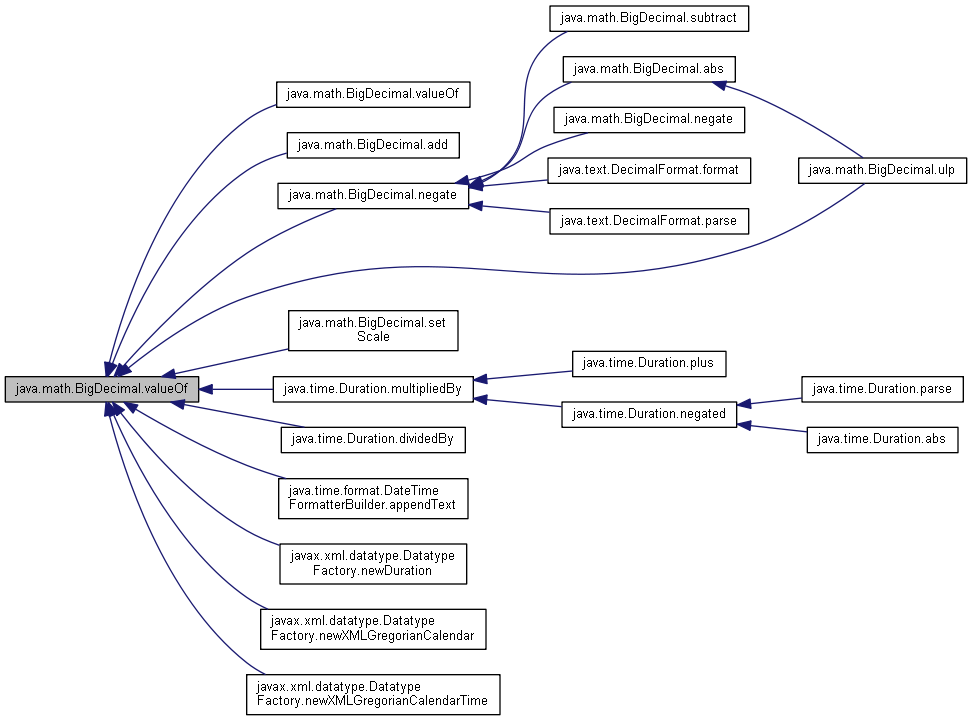 java.math.BigDecimal.subtract
java.math.BigDecimal.abs
java.math.BigDecimal.valueOf
java.math.BigDecimal.negate
java.math.BigDecimal.add
java.text.DecimalFormat.format
java.math.BigDecimal.ulp
java.math.BigDecimal.negate
java.text.DecimalFormat.parse
java.math.BigDecimal.set
Scale
java.time.Duration.plus
java.math.BigDecimal.valueOf
java.time.Duration.multipliedBy
java.time.Duration.parse
java.time.Duration.negated
java.time.Duration.dividedBy
java.time.Duration.abs
java.time.format.DateTime
FormatterBuilder.appendText
javax.xml.datatype.Datatype
Factory.newDuration
javax.xml.datatype.Datatype
Factory.newXMLGregorianCalendar
javax.xml.datatype.Datatype
Factory.newXMLGregorianCalendarTime